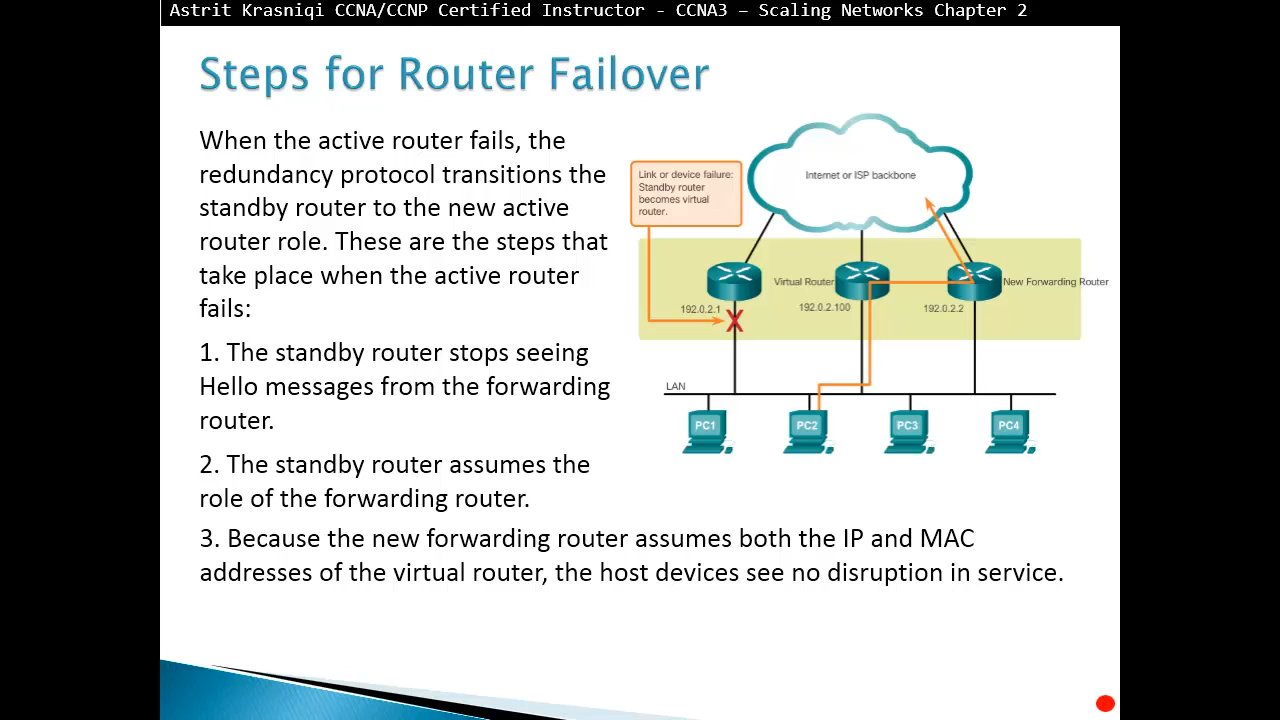 Astrit Krasniqi CCNA/CCNP Certified Instructor - CCNA3 – Scaling Networks Chapter 2
Steps for Router Failover
When the active router fails, the
redundancy protocol transitions the
standby router to the new active
router role. These are the steps that
take place when the active router
fails:
1. The standby router stops seeing
Hello messages from the forwarding
router.
2. The standby router assumes the
role of the forwarding router.
3. Because the new forwarding router assumes both the IP and MAC
addresses of the virtual router, the host devices see no disruption in service.
Link or device failure:
Standby router
becomes virtual
router.
Internet or ISP backbone
Virtual Router
New Forwarding Router
192.0.2.1
192.0.2.100
192.0.2.2
LAN
PC1
PC2
PC3
PC4